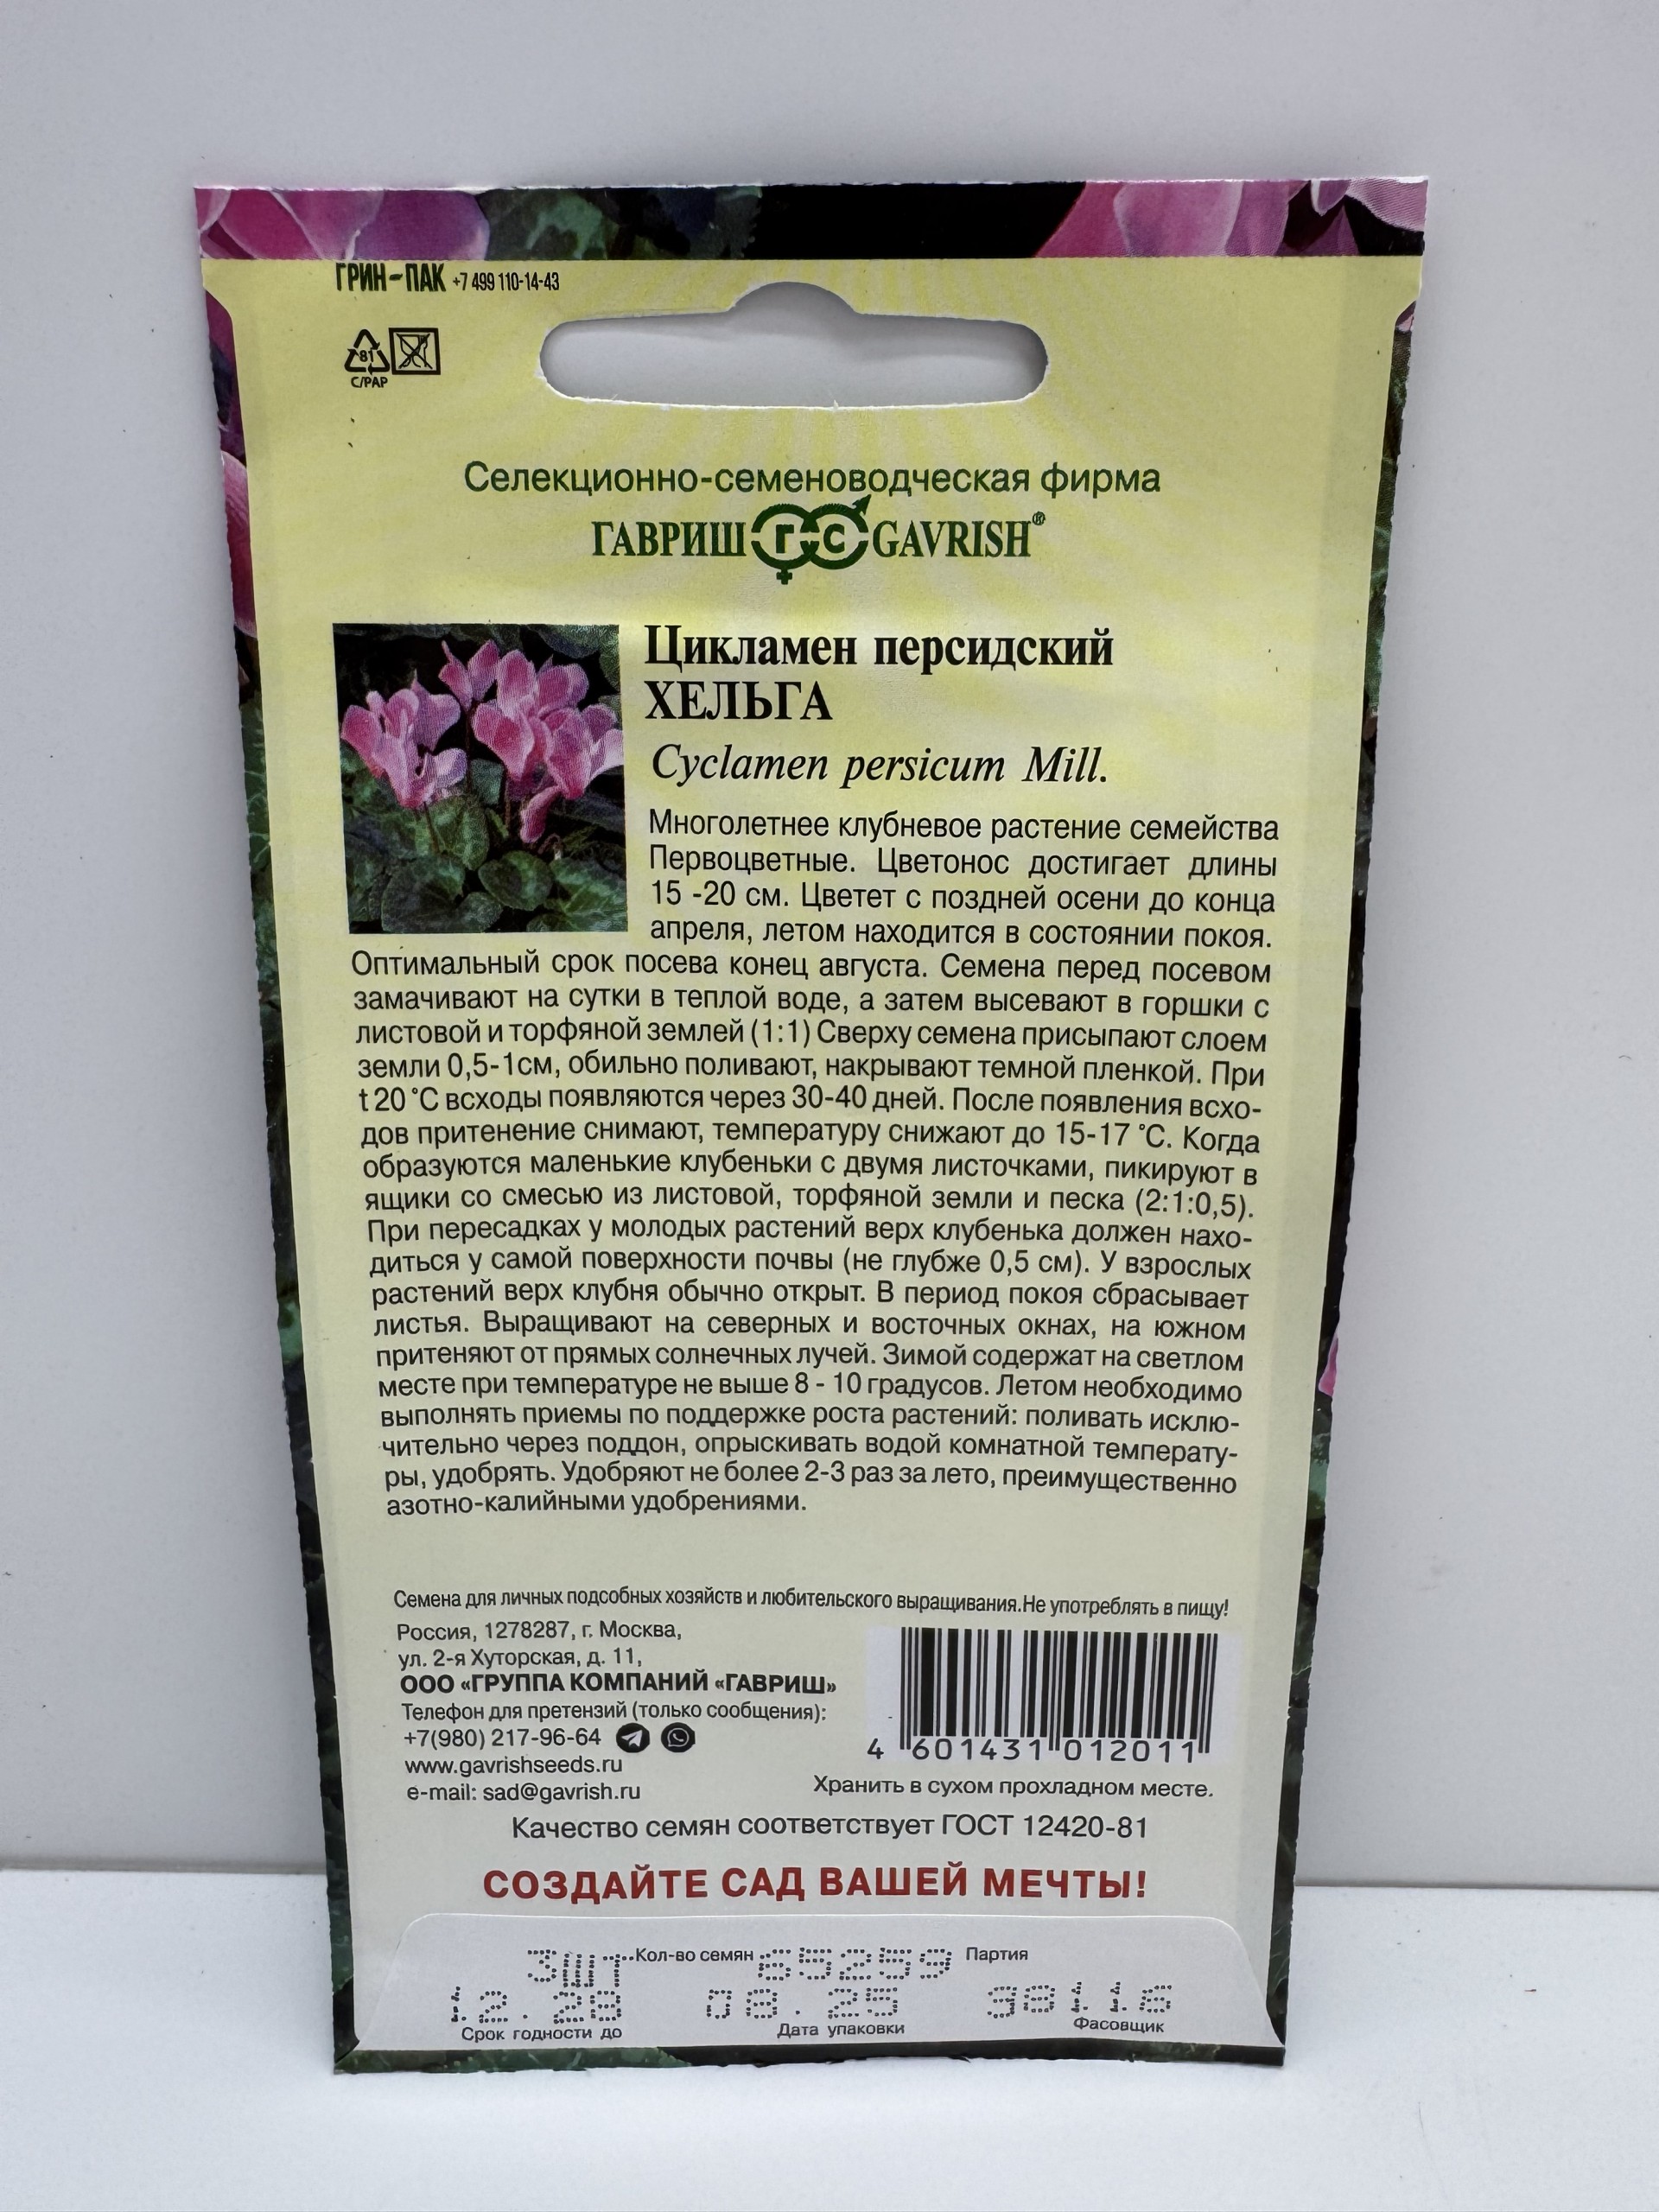 ГРИН-ПАК +7 499 110-14-43
81
C/PAP
Селекционно-семеноводческая фирма
ГАВРИШ ГС GAVRISH®
Цикламен персидский
ХЕЛЬГА
Cyclamen persicum Mill.
Многолетнее клубневое растение семейства
Первоцветные. Цветонос достигает длины
15 -20 см. Цветет с поздней осени до конца
апреля, летом находится в состоянии покоя.
Оптимальный срок посева конец августа. Семена перед посевом
замачивают на сутки в теплой воде, а затем высевают в горшки с
листовой и торфяной землей (1:1) Сверху семена присыпают слоем
земли 0,5-1см, обильно поливают, накрывают темной пленкой. При
t 20 °С всходы появляются через 30-40 дней. После появления всхо-
дов притенение снимают, температуру снижают до 15-17 °С. Когда
образуются маленькие клубеньки с двумя листочками, пикируют в
ящики со смесью из листовой, торфяной земли и песка (2:1:0,5).
При пересадках у молодых растений верх клубенька должен нахо-
диться у самой поверхности почвы (не глубже 0,5 см). У взрослых
растений верх клубня обычно открыт. В период покоя сбрасывает
листья. Выращивают на северных и восточных окнах, на южном
притеняют от прямых солнечных лучей. Зимой содержат на светлом
месте при температуре не выше 8 - 10 градусов. Летом необходимо
выполнять приемы по поддержке роста растений: поливать исклю-
чительно через поддон, опрыскивать водой комнатной температу-
ры, удобрять. Удобряют не более 2-3 раз за лето, преимущественно
азотно-калийными удобрениями.
Семена для личных подсобных хозяйств и любительского выращивания.Не употреблять в пищу!
Россия, 1278287, г. Москва,
ул. 2-я Хуторская, д. 11,
ООО «ГРУППА КОМПАНИЙ «ГАВРИШ»
Телефон для претензий (только сообщения):
+7(980) 217-96-64
www.gavrishseeds.ru
e-mail: sad@gavrish.ru
4 601431 012011
Хранить в сухом прохладном месте.
Качество семян соответствует ГОСТ 12420-81
СОЗДАЙТЕ САД ВАШЕЙ МЕЧТЫ!
3шт Кол-во семян 65259 Партия
12.28 08.25 38116
Срок годности до Дата упаковки Фасовщик